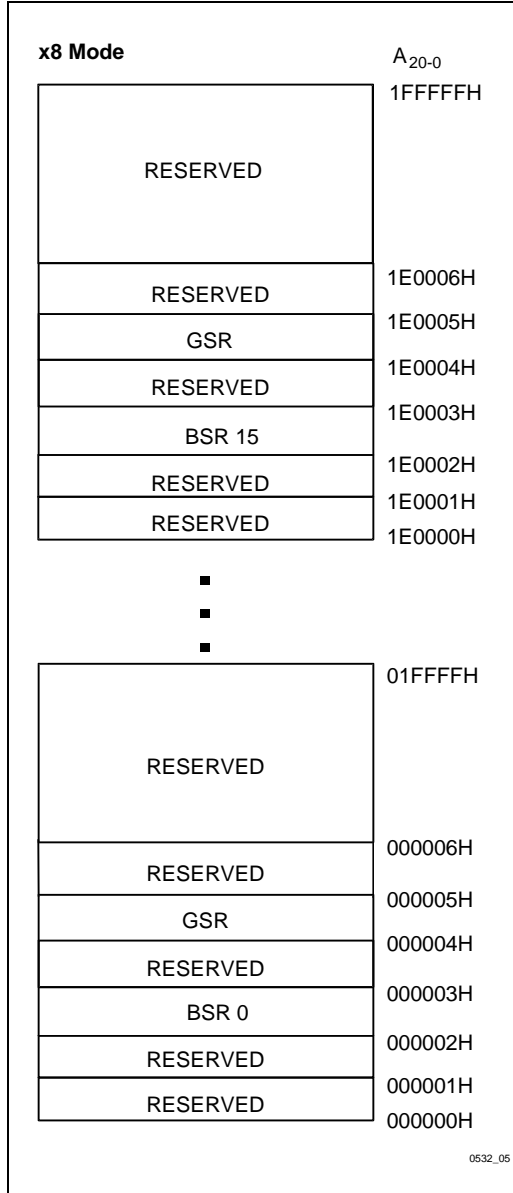 x8 Mode
A20-0
1FFFFFH
RESERVED
1E0006H
RESERVED
1E0005H
GSR
1E0004H
RESERVED
1E0003H
BSR 15
1E0002H
RESERVED
1E0001H
RESERVED
1E0000H
01FFFFH
RESERVED
000006H
RESERVED
000005H
GSR
000004H
RESERVED
000003H
BSR 0
000002H
RESERVED
000001H
RESERVED
000000H
0532_05